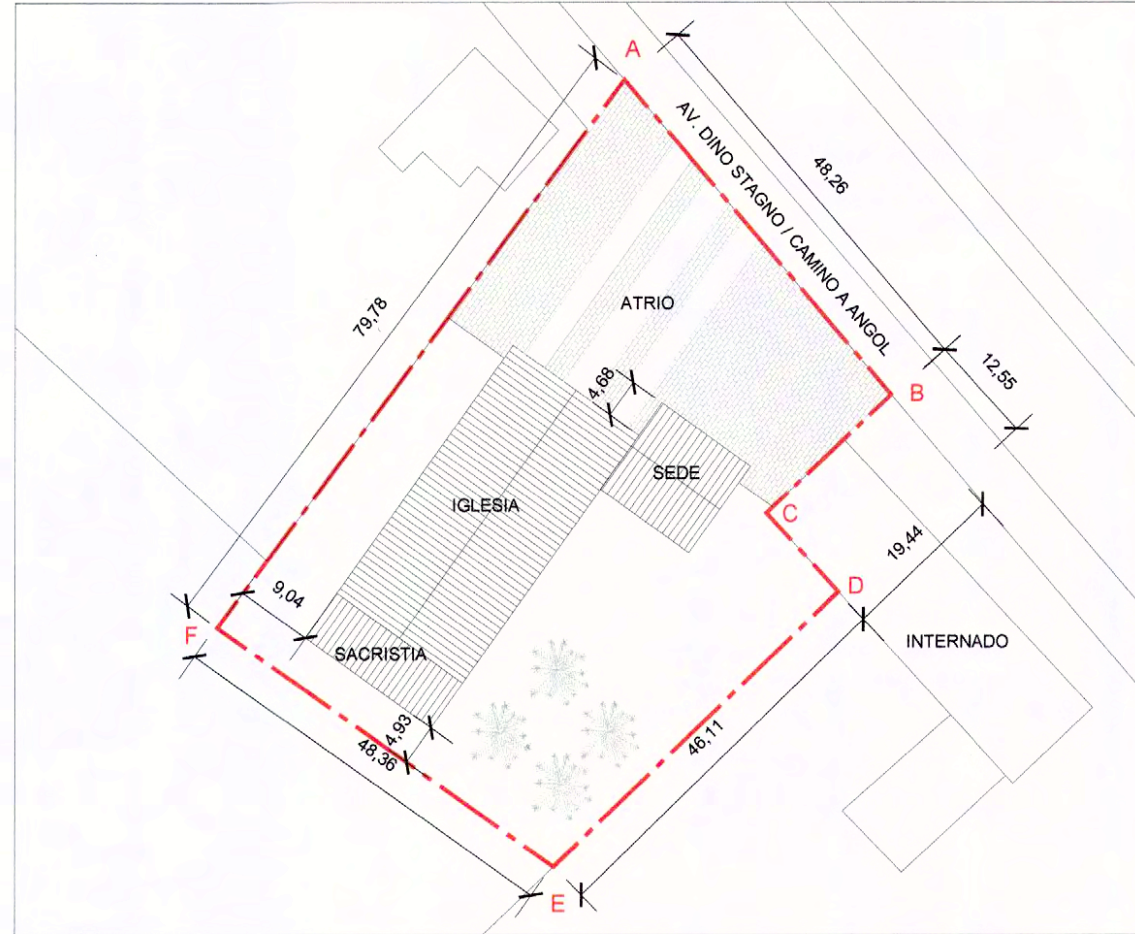 A
48,26
AV. DINO STAGNO / CAMINO A ANGOL
79,78
ATRIO
12,55
B
4,68
SEDE
IGLESIA
C
19,44
D
9,04
F
INTERNADO
SACRISTIA
4,93
48,36
46,11
E